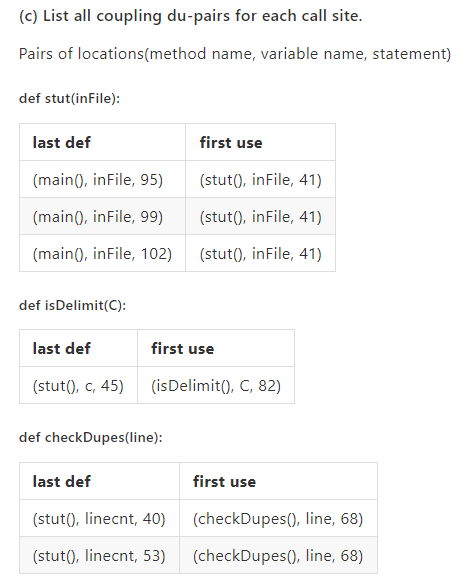 (c) List all coupling du-pairs for each call site.
Pairs of locations(method name, variable name, statement)
def stut(inFile):
last def first use
(main(), inFile, 95) (stut(), inFile, 41)
(main(), inFile, 99) (stut(), inFile, 41)
(main(), inFile, 102) (stut(), inFile, 41)
def isDelimit(C):
last def first use
(stut(), c, 45) (isDelimit(), C, 82)
def checkDupes(line):
last def first use
(stut(), linecnt, 40) (checkDupes(), line, 68)
(stut(), linecnt, 53) (checkDupes(), line, 68)